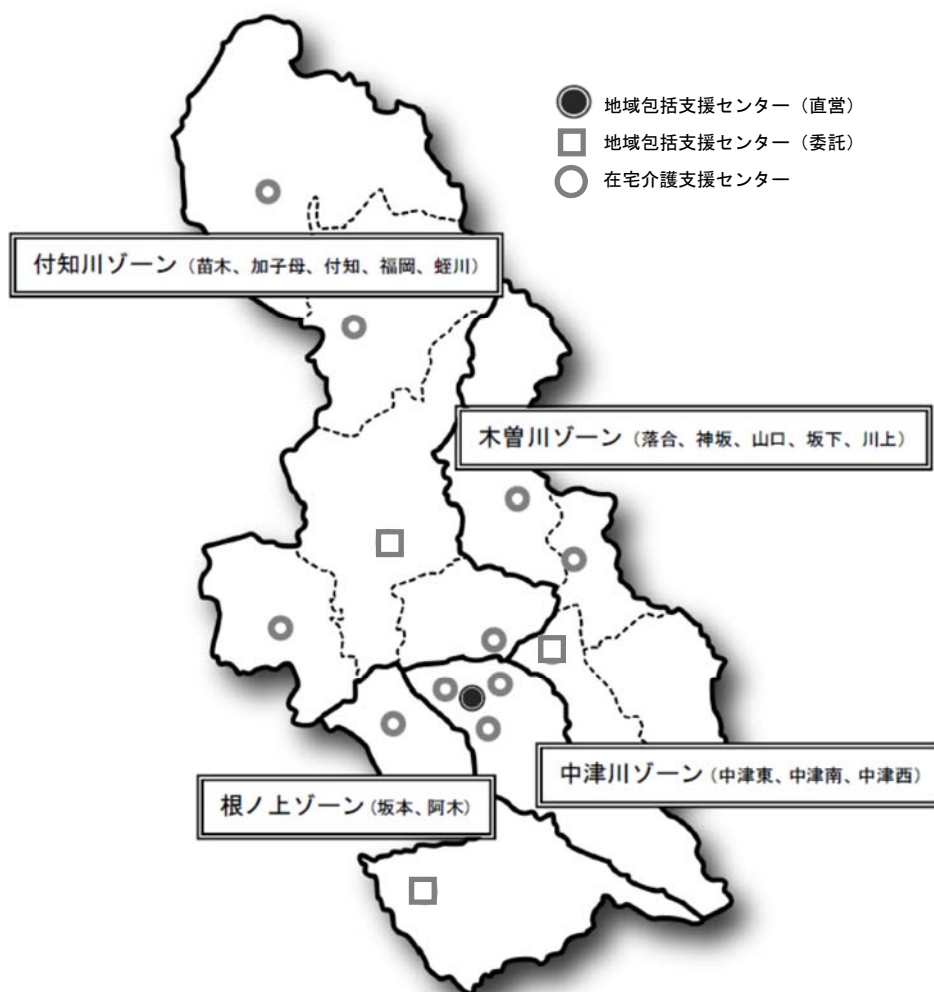 地域包括支援センター（直営）
地域包括支援センター（委託）
在宅介護支援センター
付知川ゾーン（苗木、加子母、付知、福岡、蛭川）
木曽川ゾーン（落合、神坂、山口、坂下、川上）
中津川ゾーン（中津東、中津南、中津西）
根ノ上ゾーン（坂本、阿木）